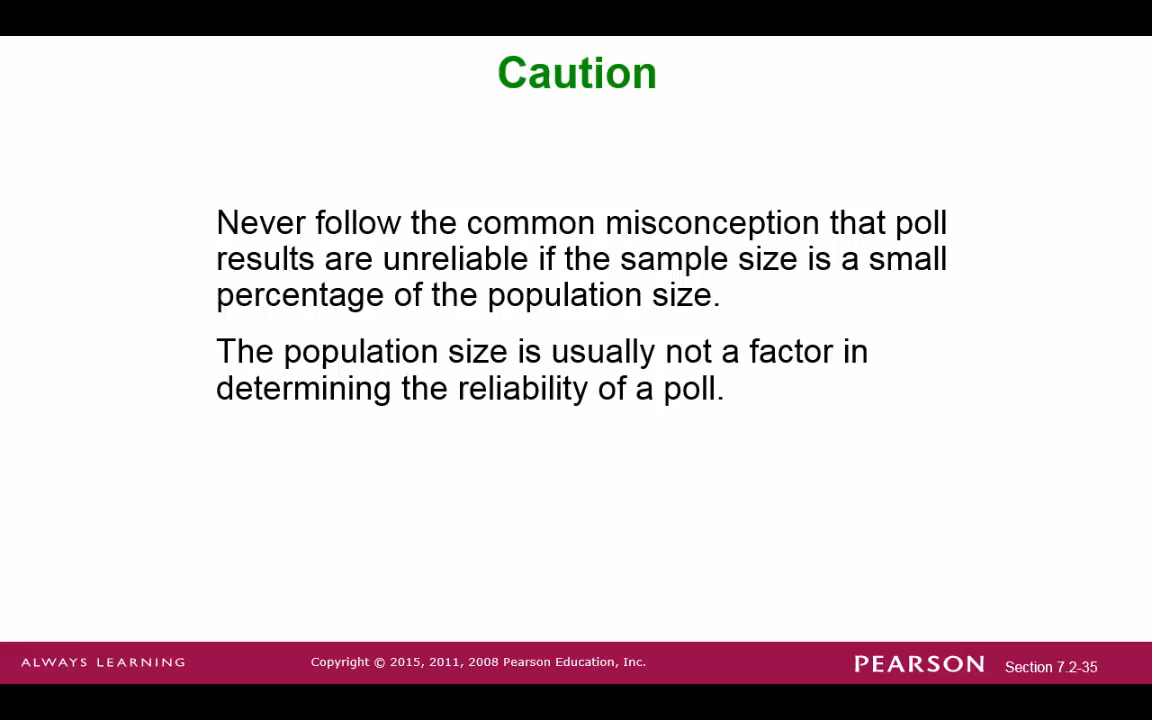 Caution
Never follow the common misconception that poll
results are unreliable if the sample size is a small
percentage of the population size.
The population size is usually not a factor in
determining the reliability of a poll.
ALWAYS LEARNING
Copyright © 2015, 2011, 2008 Pearson Education, Inc.
PEARSON
Section 7.2-35